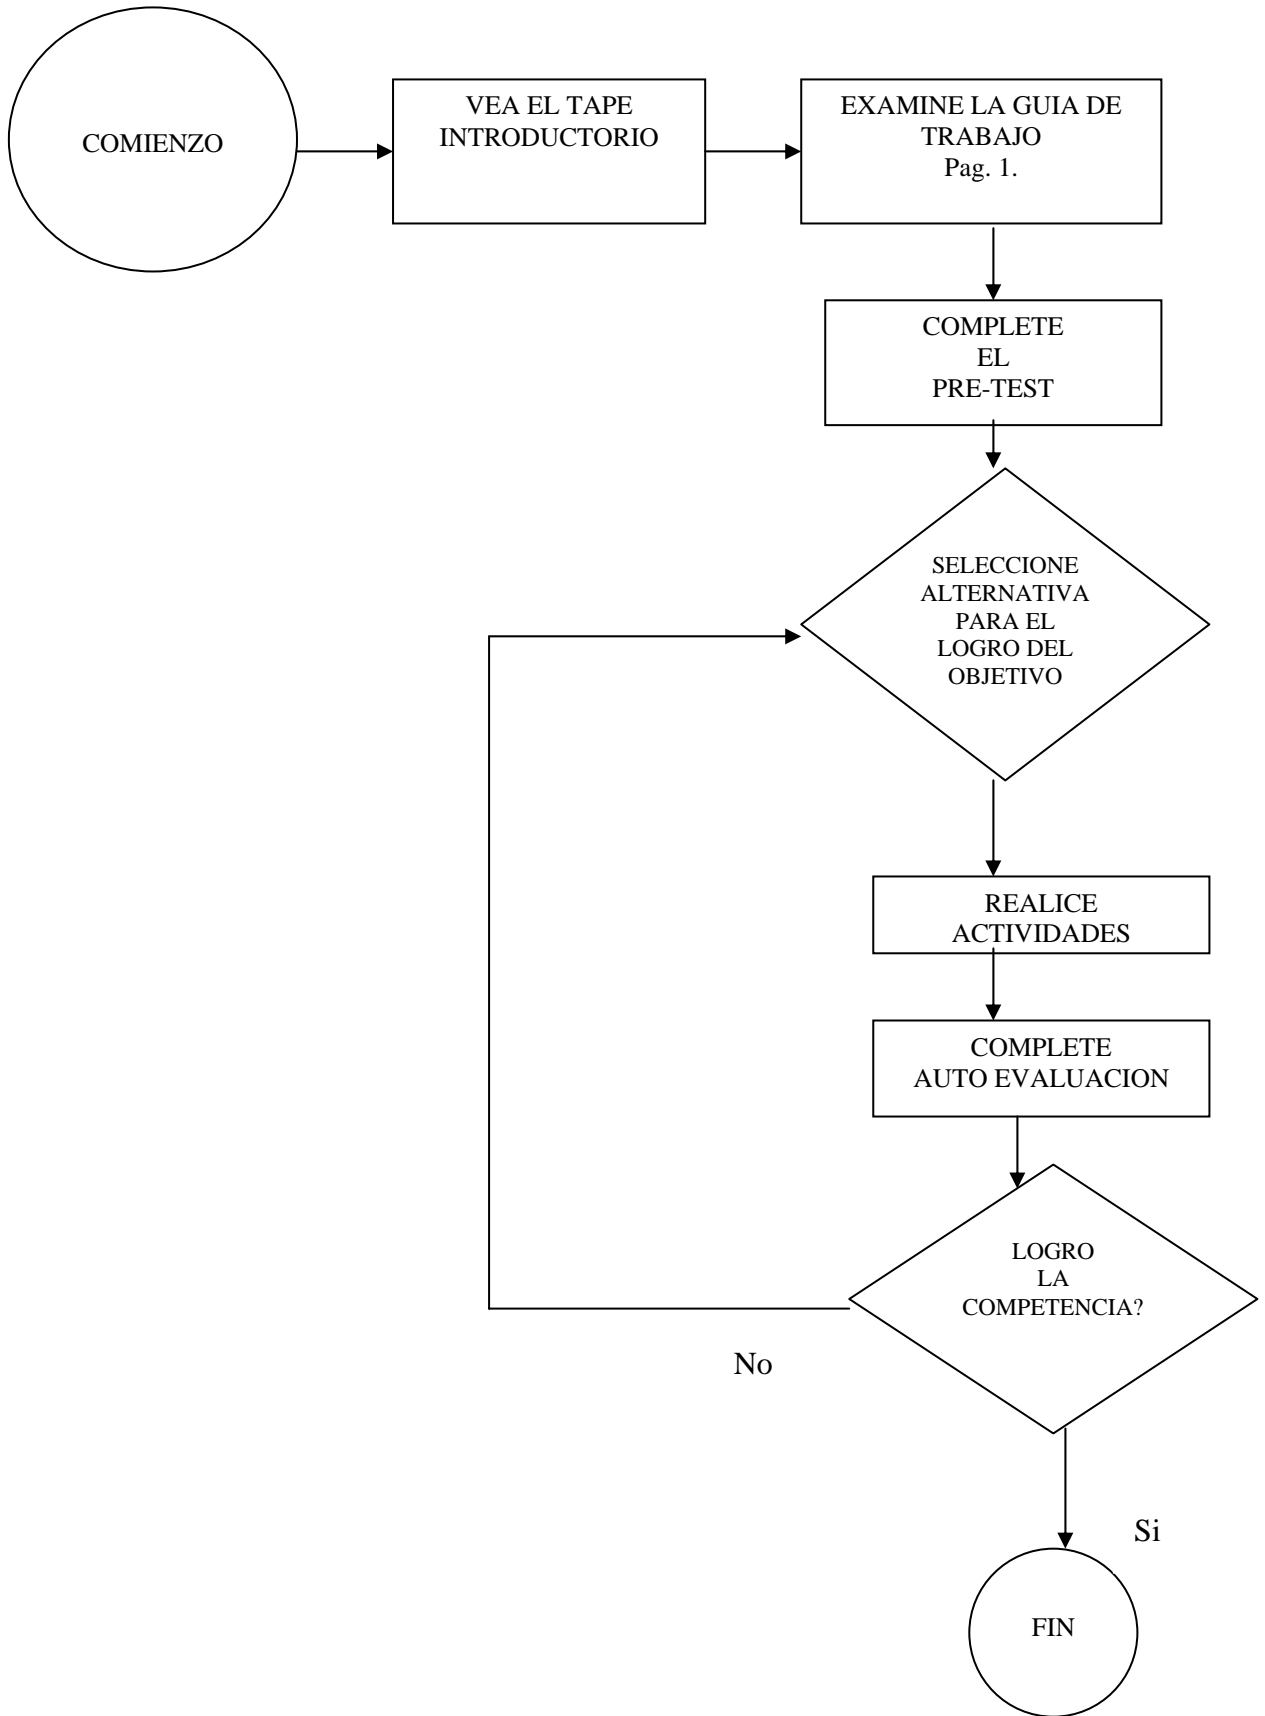 COMIENZO
VEA EL TAPE
INTRODUCTORIO
EXAMINE LA GUIA DE
TRABAJO
Pag. 1.
COMPLETE
EL
PRE-TEST
SELECCIONE
ALTERNATIVA
PARA EL
LOGRO DEL
OBJETIVO
REALICE
ACTIVIDADES
COMPLETE
AUTO EVALUACION
LOGRO
LA
COMPETENCIA?
No
Si
FIN